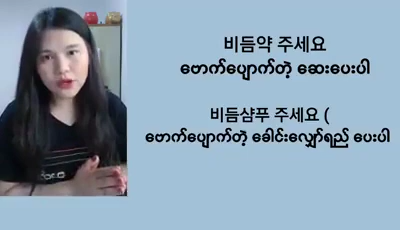 비듬약 주세요
ဗောက်ပျောက်တဲ့ ဆေးပေးပါ
비듬샴푸 주세요 (
ဗောက်ပျောက်တဲ့ ခေါင်းလျှော်ရည် ပေးပါ